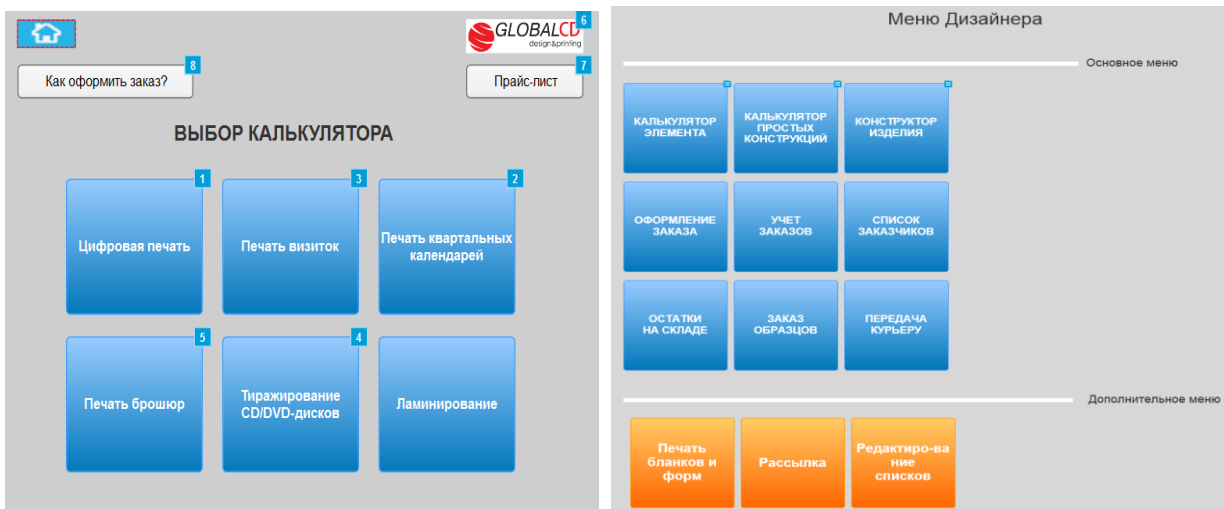 6
GLOBALCD
design&printing
8
7
Как оформить заказ?
Прайс-лист
ВЫБОР КАЛЬКУЛЯТОРА
1
3
2
Цифровая печать
Печать визиток
Печать квартальных
календарей
5
4
Печать брошюр
Тиражирование
CD/DVD-дисков
Ламинирование
Меню Дизайнера
Основное меню
КАЛЬКУЛЯТОР
ЭЛЕМЕНТА
КАЛЬКУЛЯТОР
ПРОСТЫХ
КОНСТРУКЦИЙ
КОНСТРУКТОР
ИЗДЕЛИЯ
ОФОРМЛЕНИЕ
ЗАКАЗА
УЧЕТ
ЗАКАЗОВ
СПИСОК
ЗАКАЗЧИКОВ
ОСТАТКИ
НА СКЛАДЕ
ЗАКАЗ
ОБРАЗЦОВ
ПЕРЕДАЧА
КУРЬЕРУ
Дополнительное меню
Печать
бланков и
форм
Рассылка
Редактиро-ва
ние
списков